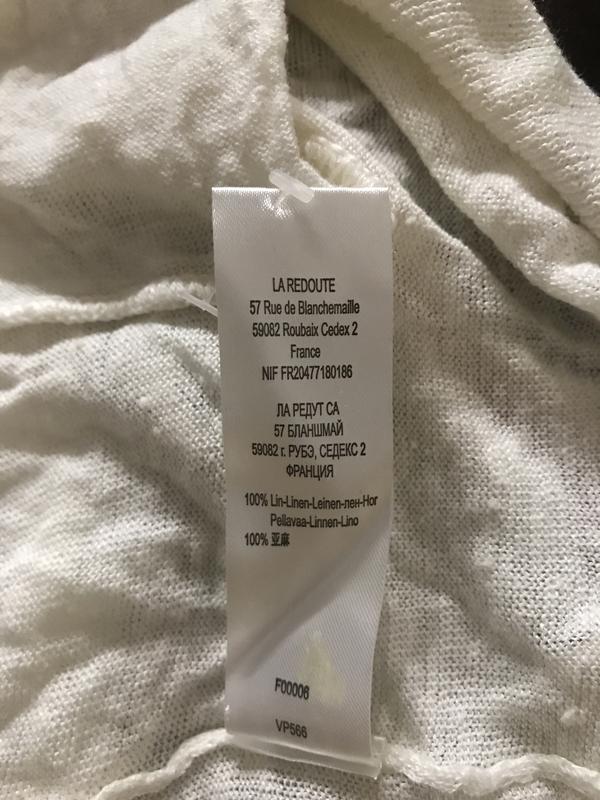 LA REDOUTE
57 Rue de Blanchemaille
59082 Roubaix Cedex 2
France
NIF FR20477180186
ЛА РЕДУТ СА
57 БЛАНШМАЙ
59082 г. РУБЭ, СЕДЕКС 2
ФРАНЦИЯ
100% Lin-Linen-Leinen-лен-Hor
Pellavaa-Linnen-Lino
100% 亚麻
F00006
VP566